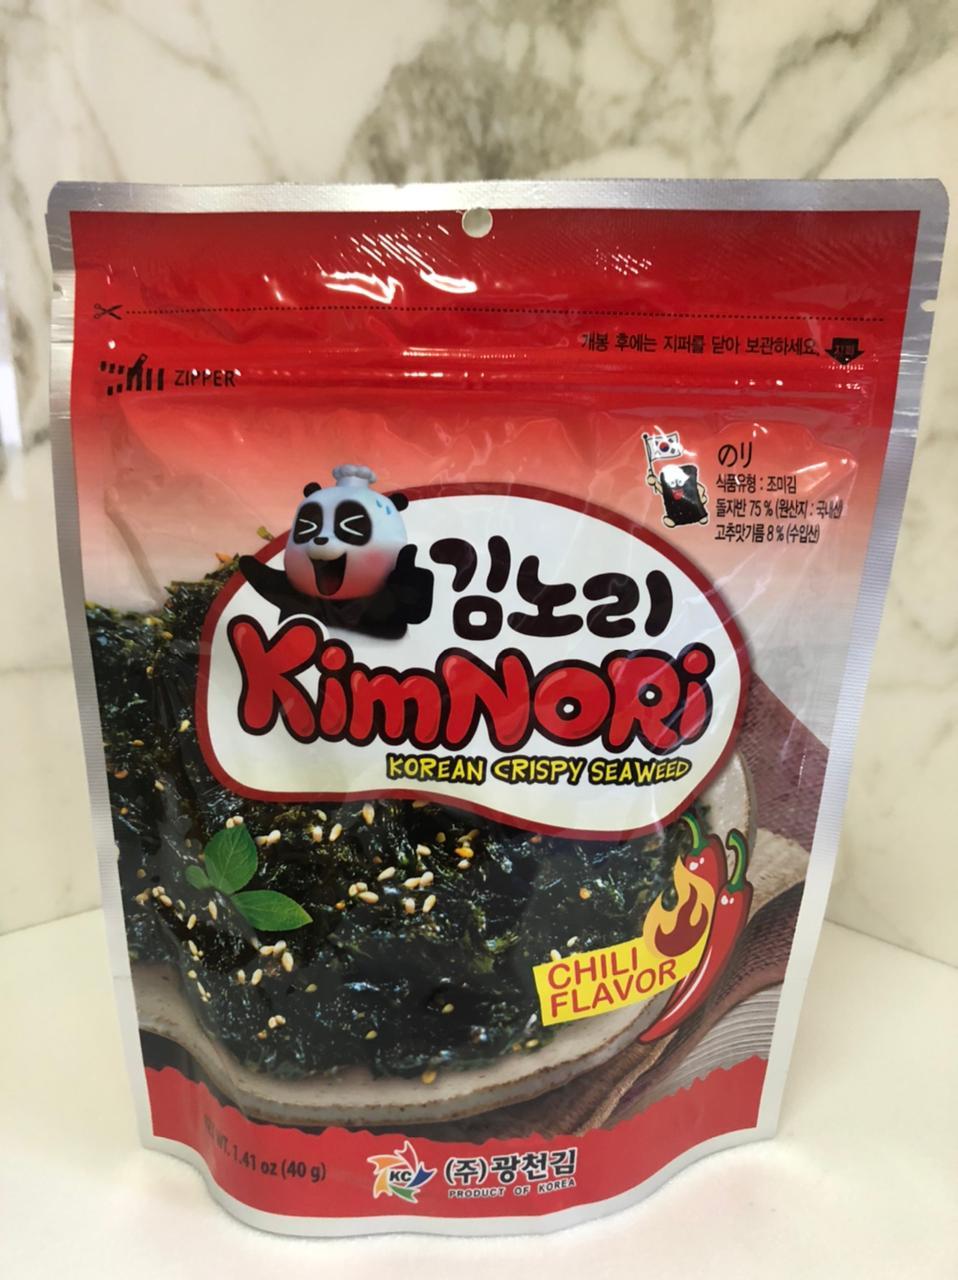 개봉 후에는 지퍼를 닫아 보관하세요.
ZIPPER
のり
식품유형 : 조미김
돌자반 75 % (원산지 : 국내산)
고추맛기름 8 % (수입산)
김노리
KimNORi
KOREAN CRISPY SEAWEED
CHILI
FLAVOR
NET WT. 1.41 oz (40 g)
KC
(주)광천김
PRODUCT OF KOREA